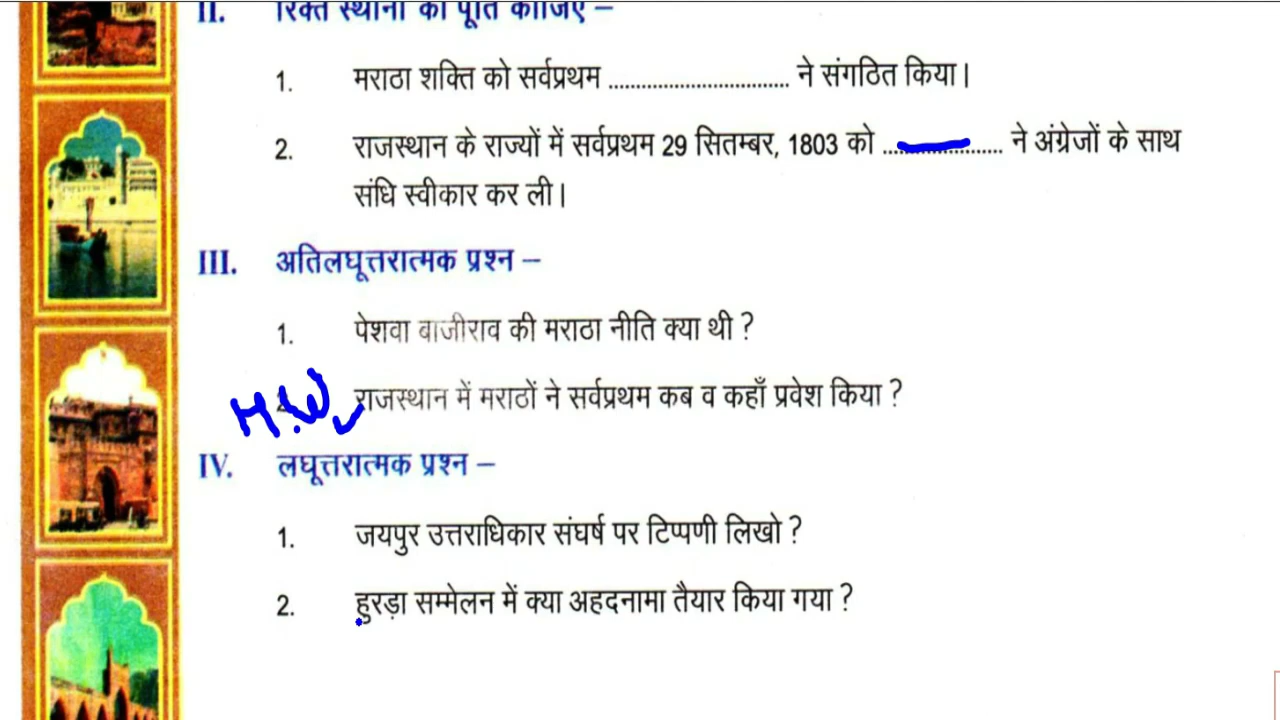 II. रिक्त स्थानों की पूर्ति कीजिए –
1. मराठा शक्ति को सर्वप्रथम ................................ ने संगठित किया।
2. राजस्थान के राज्यों में सर्वप्रथम 29 सितम्बर, 1803 को ...................... ने अंग्रेजों के साथ
संधि स्वीकार कर ली।
III. अतिलघूत्तरात्मक प्रश्न –
1. पेशवा बाजीराव की मराठा नीति क्या थी ?
H.W राजस्थान में मराठों ने सर्वप्रथम कब व कहाँ प्रवेश किया ?
IV. लघूत्तरात्मक प्रश्न –
1. जयपुर उत्तराधिकार संघर्ष पर टिप्पणी लिखो ?
2. हुरड़ा सम्मेलन में क्या अहदनामा तैयार किया गया ?